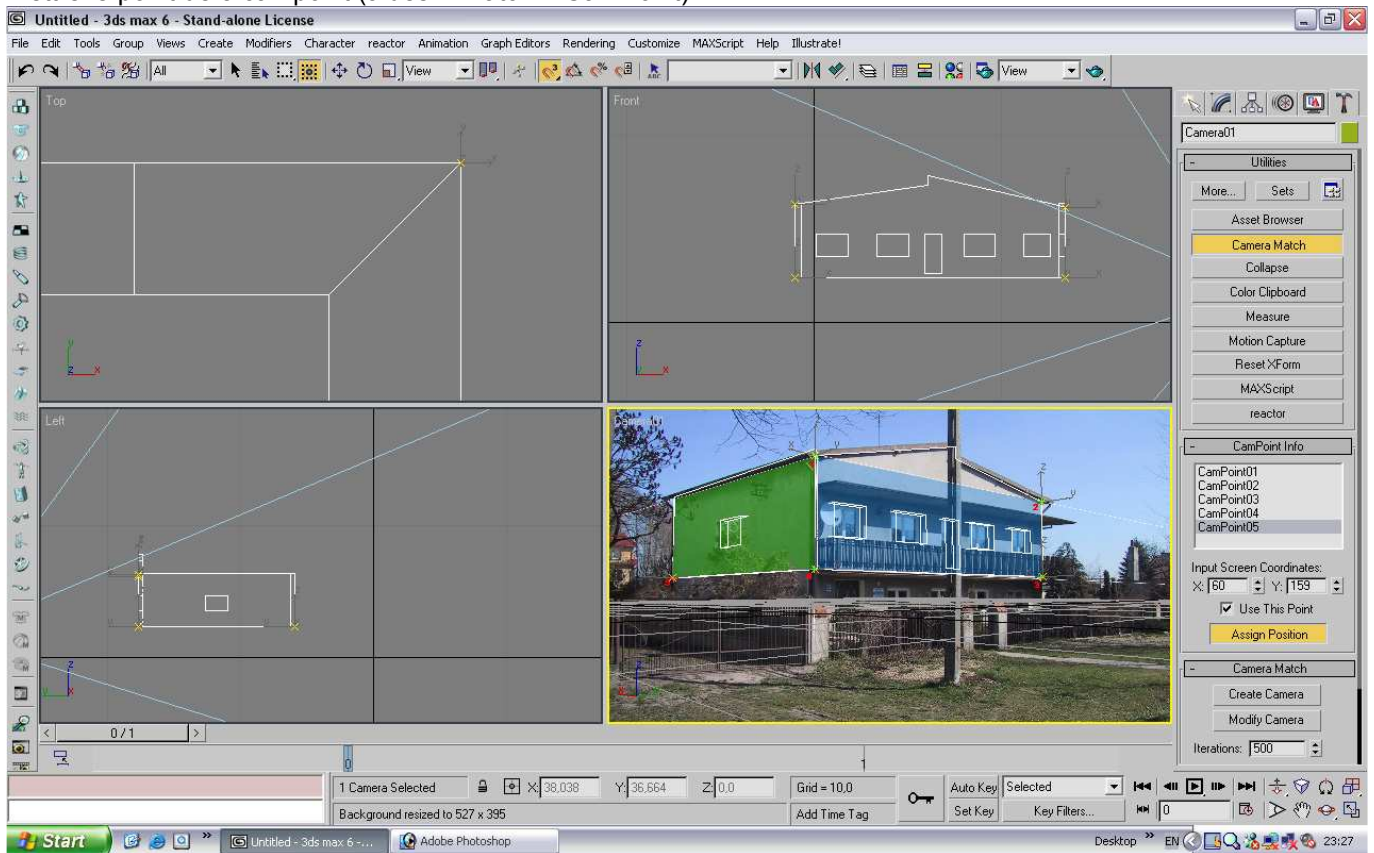 Untitled - 3ds max 6 - Stand-alone License
File Edit Tools Group Views Create Modifiers Character reactor Animation Graph Editors Rendering Customize MAXScript Help Illustrate!
All View View
Top
Front
Left
Camera01
Utilities
More... Sets
Asset Browser
Camera Match
Collapse
Color Clipboard
Measure
Motion Capture
Reset XForm
MAXScript
reactor
CamPoint Info
CamPoint01
CamPoint02
CamPoint03
CamPoint04
CamPoint05
Input Screen Coordinates:
X: 60 Y: 159
Use This Point
Assign Position
Camera Match
Create Camera
Modify Camera
Iterations: 500
0 / 1
0 1
1 Camera Selected X: 38,038 Y: 36,664 Z: 0,0 Grid = 10,0 Auto Key Selected
Background resized to 527 x 395 Add Time Tag Set Key Key Filters... 0
Start Untitled - 3ds max 6 -... Adobe Photoshop Desktop EN 23:27